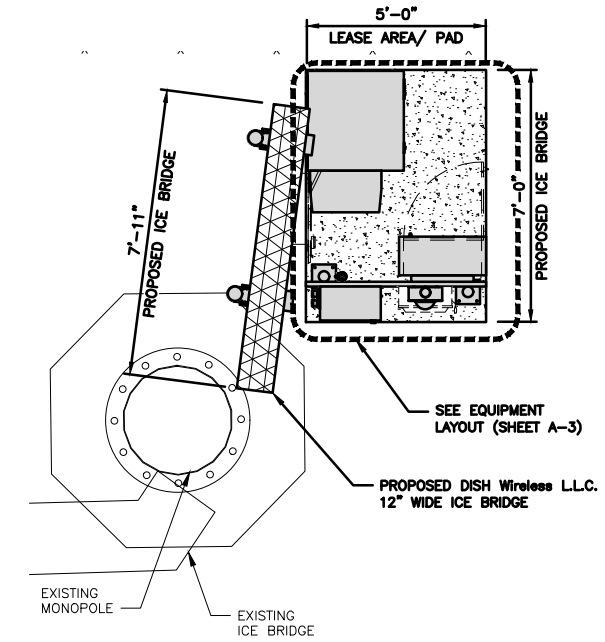 5'-0"
LEASE AREA/ PAD
7'-11"
PROPOSED ICE BRIDGE
7'-0"
PROPOSED ICE BRIDGE
SEE EQUIPMENT
LAYOUT (SHEET A-3)
PROPOSED DISH Wireless L.L.C.
12" WIDE ICE BRIDGE
EXISTING
MONOPOLE
EXISTING
ICE BRIDGE